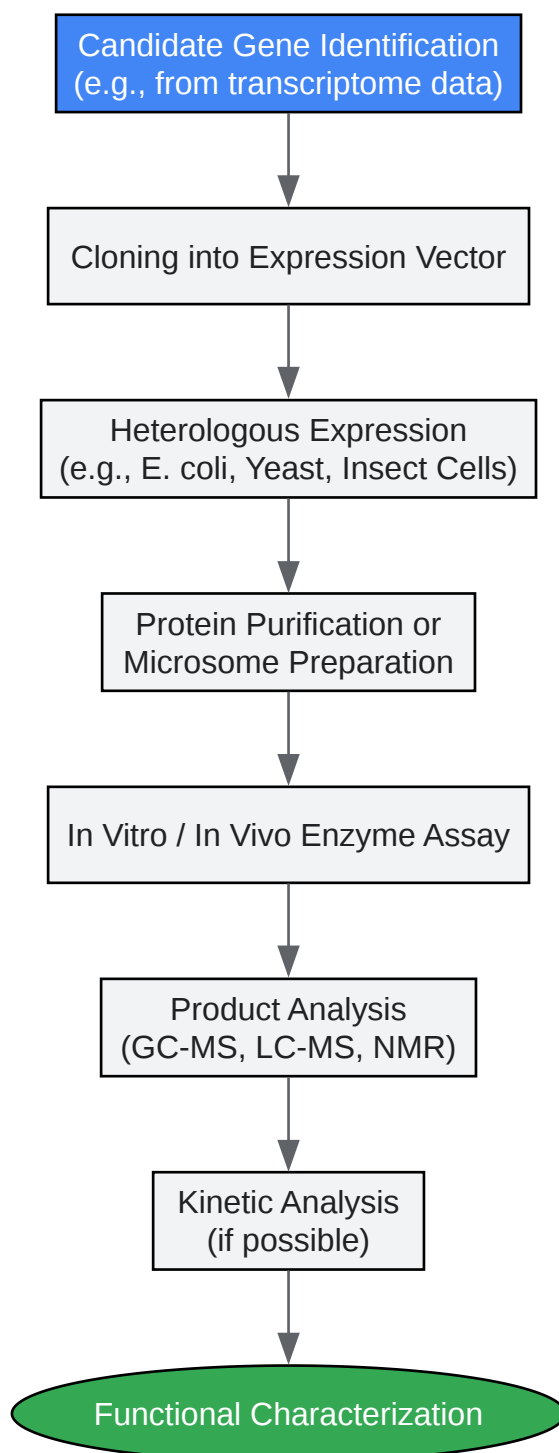 Candidate Gene Identification
(e.g., from transcriptome data)
Cloning into Expression Vector
Heterologous Expression
(e.g., E. coli, Yeast, Insect Cells)
Protein Purification or
Microsome Preparation
In Vitro / In Vivo Enzyme Assay
Product Analysis
(GC-MS, LC-MS, NMR)
Kinetic Analysis
(if possible)
Functional Characterization